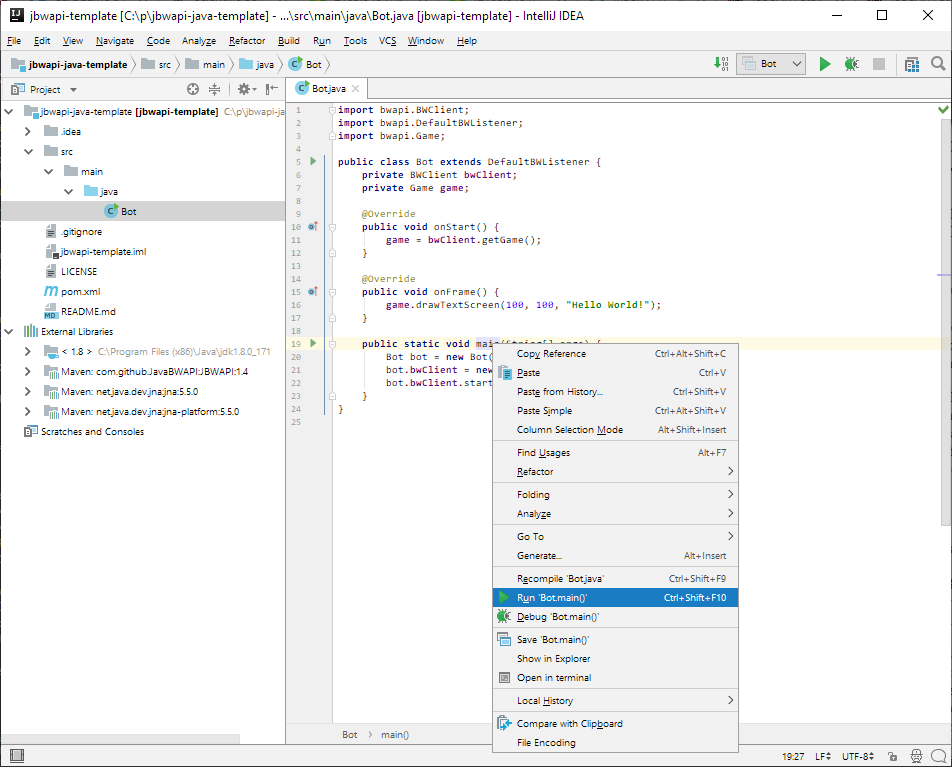 jbwapi-template [C:\p\jbwapi-java-template] - ...\src\main\java\Bot.java [jbwapi-template] - IntelliJ IDEA
File Edit View Navigate Code Analyze Refactor Build Run Tools VCS Window Help
jbwapi-java-template src main java Bot
Bot
Project
Bot.java
jbwapi-java-template [jbwapi-template] C:\p\jbwapi-ja
.idea
src
main
java
Bot
.gitignore
jbwapi-template.iml
LICENSE
pom.xml
README.md
External Libraries
< 1.8 > C:\Program Files (x86)\Java\jdk1.8.0_171
Maven: com.github.JavaBWAPI:JBWAPI:1.4
Maven: net.java.dev.jna:jna:5.5.0
Maven: net.java.dev.jna:jna-platform:5.5.0
Scratches and Consoles
1 import bwapi.BWClient;
2 import bwapi.DefaultBWListener;
3 import bwapi.Game;
4
5 public class Bot extends DefaultBWListener {
6 private BWClient bwClient;
7 private Game game;
8
9 @Override
10 public void onStart() {
11 game = bwClient.getGame();
12 }
13
14 @Override
15 public void onFrame() {
16 game.drawTextScreen(100, 100, "Hello World!");
17 }
18
19 public static void main(String[] args) {
20 Bot bot = new Bot(
21 bot.bwClient = new
22 bot.bwClient.start
23 }
24 }
25
Copy Reference Ctrl+Alt+Shift+C
Paste Ctrl+V
Paste from History... Ctrl+Shift+V
Paste Simple Ctrl+Alt+Shift+V
Column Selection Mode Alt+Shift+Insert
Find Usages Alt+F7
Refactor
Folding
Analyze
Go To
Generate... Alt+Insert
Recompile 'Bot.java' Ctrl+Shift+F9
Run 'Bot.main()' Ctrl+Shift+F10
Debug 'Bot.main()'
Save 'Bot.main()'
Show in Explorer
Open in terminal
Local History
Compare with Clipboard
File Encoding
Bot main()
19:27 LF UTF-8